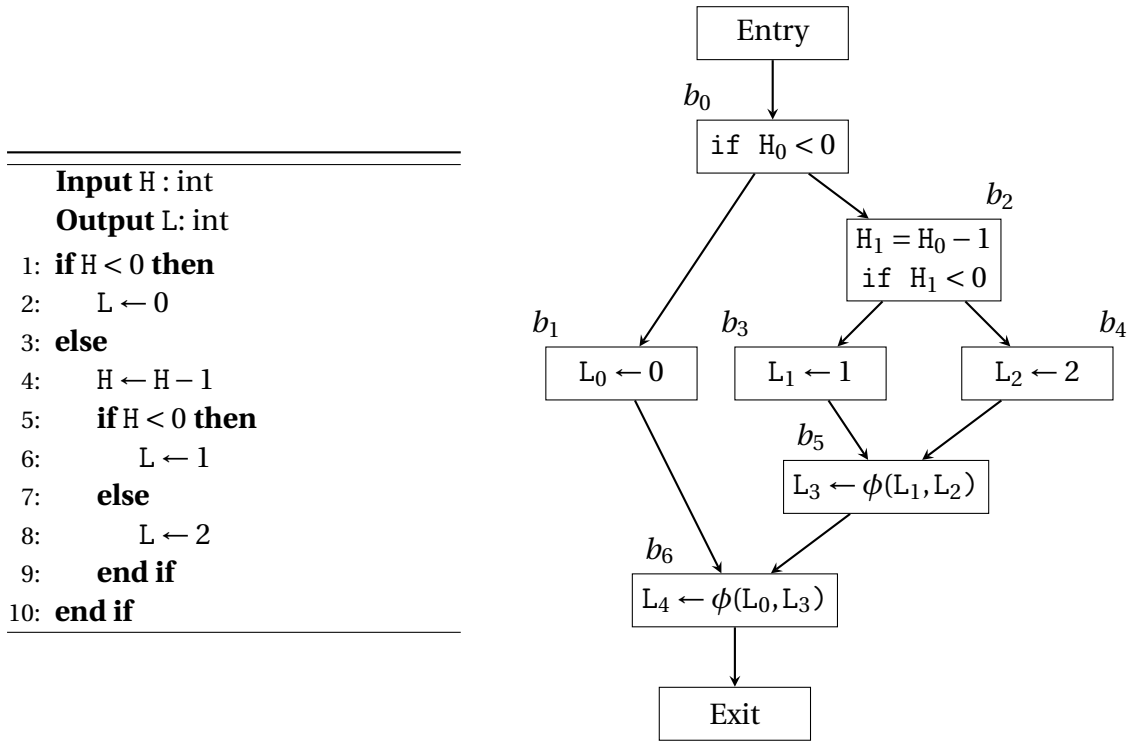 Input H : int
Output L: int
1: if H < 0 then
2: L ← 0
3: else
4: H ← H − 1
5: if H < 0 then
6: L ← 1
7: else
8: L ← 2
9: end if
10: end if
Entry
b₀
if H₀ < 0
b₂
H₁ = H₀ − 1
if H₁ < 0
b₁
L₀ ← 0
b₃
L₁ ← 1
b₄
L₂ ← 2
b₅
L₃ ← ϕ(L₁,L₂)
b₆
L₄ ← ϕ(L₀,L₃)
Exit